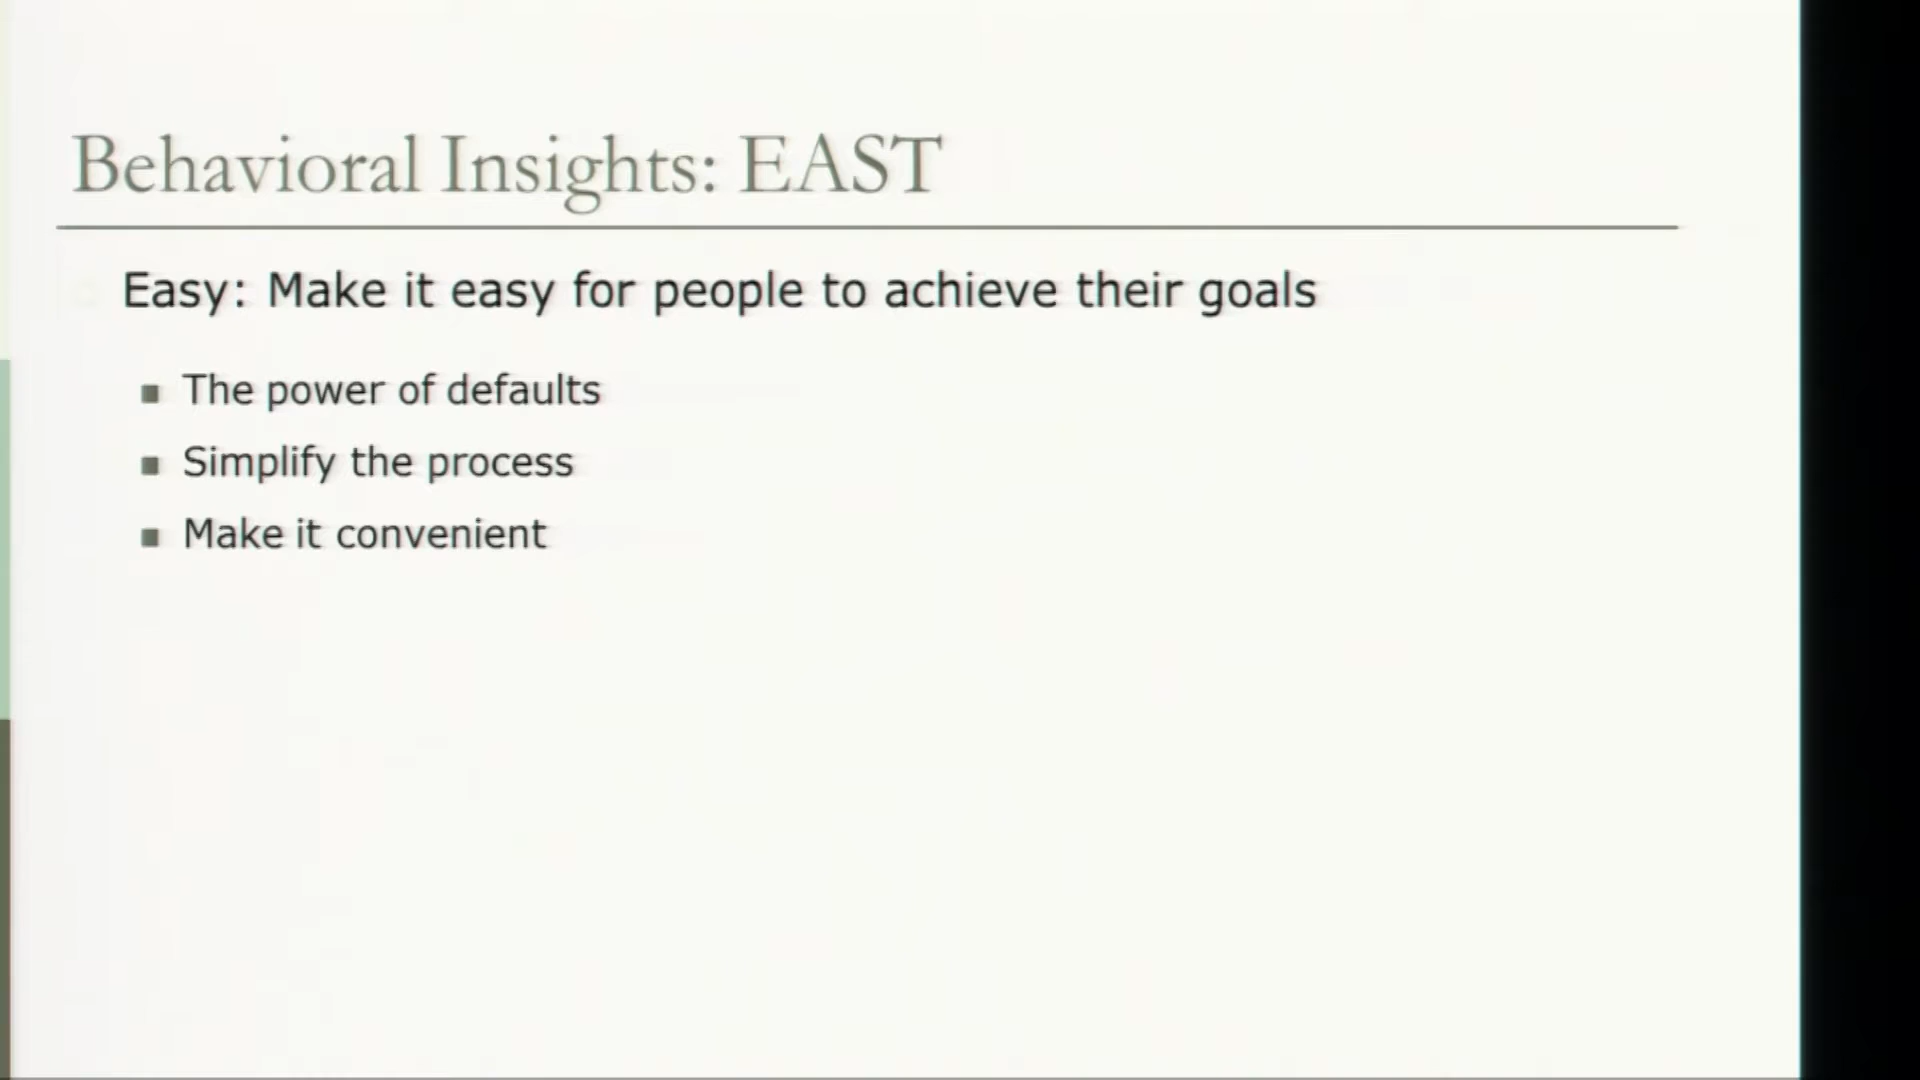 Behavioral Insights: EAST
Easy: Make it easy for people to achieve their goals
The power of defaults
Simplify the process
Make it convenient